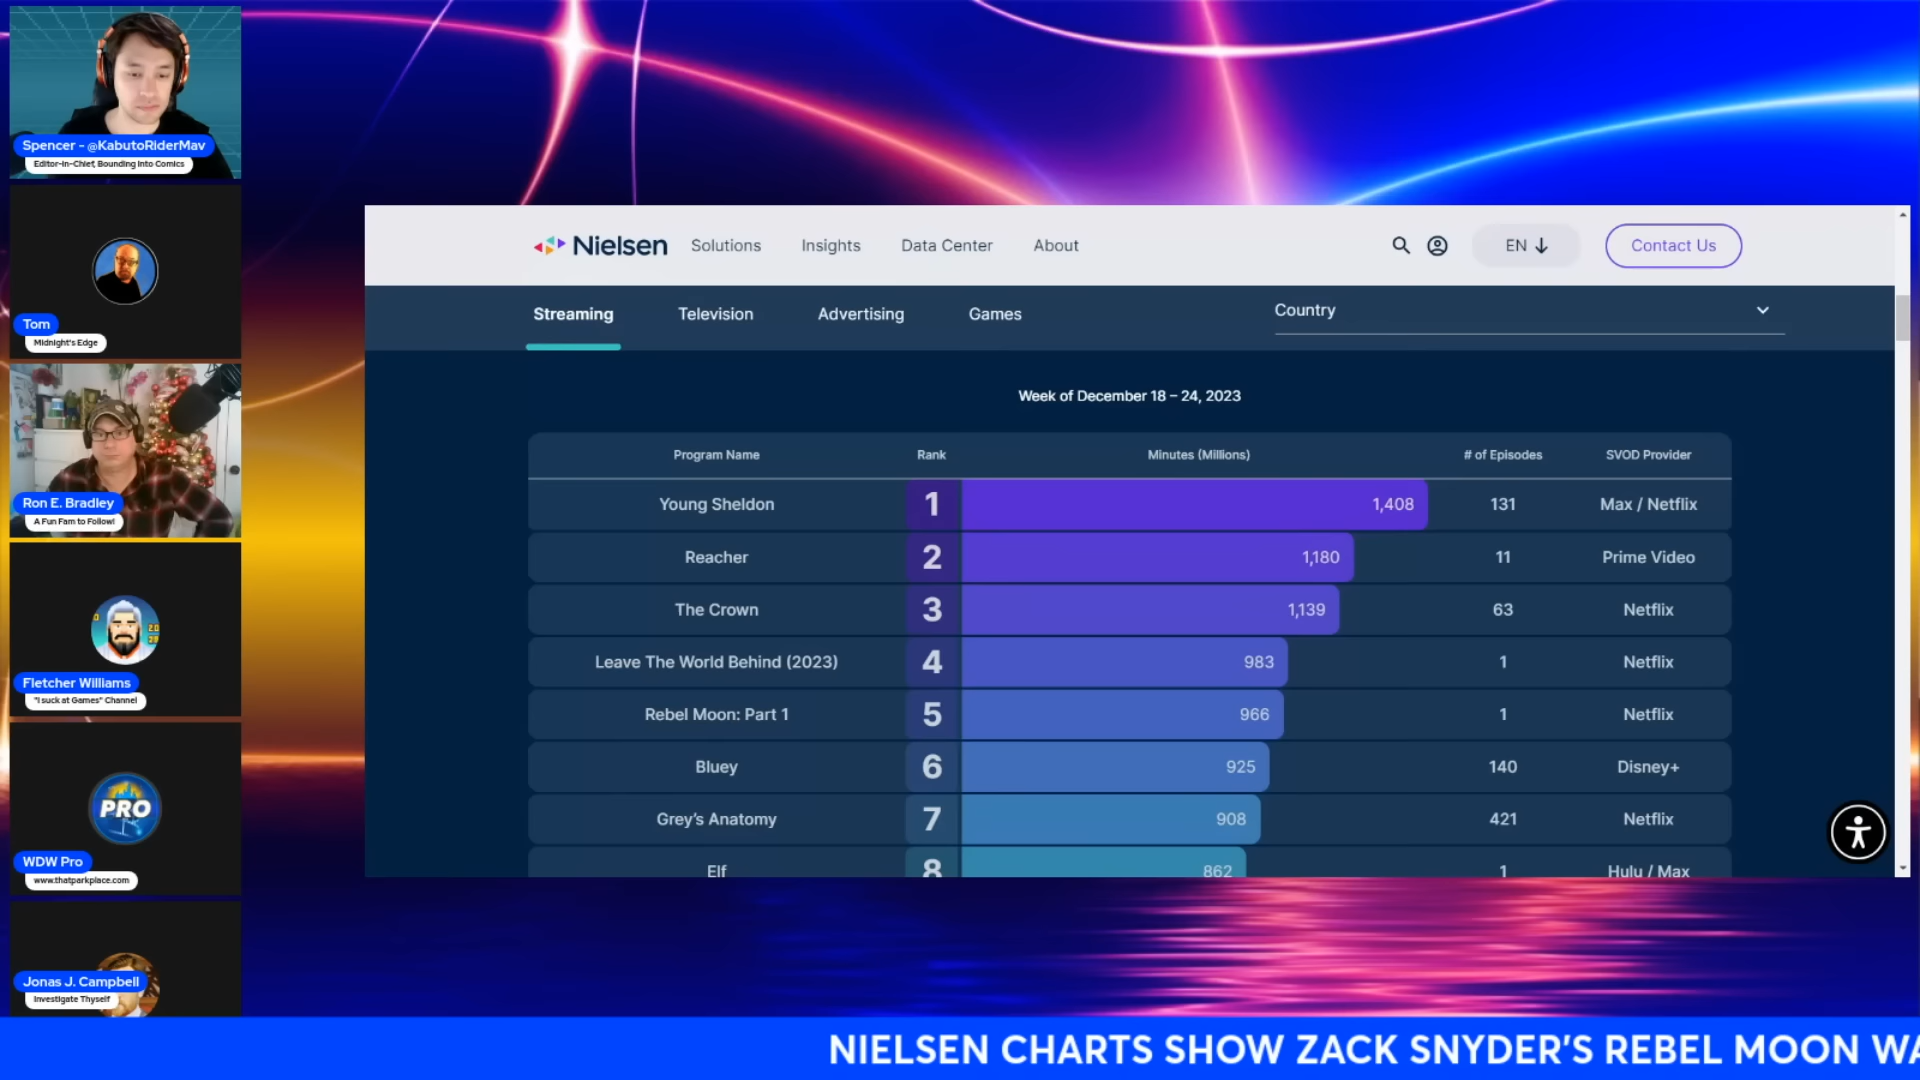 Spencer - @KabutoRiderMav
Editor-in-Chief, Bounding Into Comics
Tom
Midnight's Edge
Ron E. Bradley
A Fun Fam to Follow!
Fletcher Williams
"I suck at Games" Channel
PRO
WDW Pro
www.thatparkplace.com
Jonas J. Campbell
Investigate Thyself
Nielsen Solutions Insights Data Center About EN Contact Us
Streaming Television Advertising Games Country
Week of December 18 – 24, 2023
Program Name Rank Minutes (Millions) # of Episodes SVOD Provider
Young Sheldon 1 1,408 131 Max / Netflix
Reacher 2 1,180 11 Prime Video
The Crown 3 1,139 63 Netflix
Leave The World Behind (2023) 4 983 1 Netflix
Rebel Moon: Part 1 5 966 1 Netflix
Bluey 6 925 140 Disney+
Grey's Anatomy 7 908 421 Netflix
Elf 8 862 1 Hulu / Max
NIELSEN CHARTS SHOW ZACK SNYDER'S REBEL MOON WA